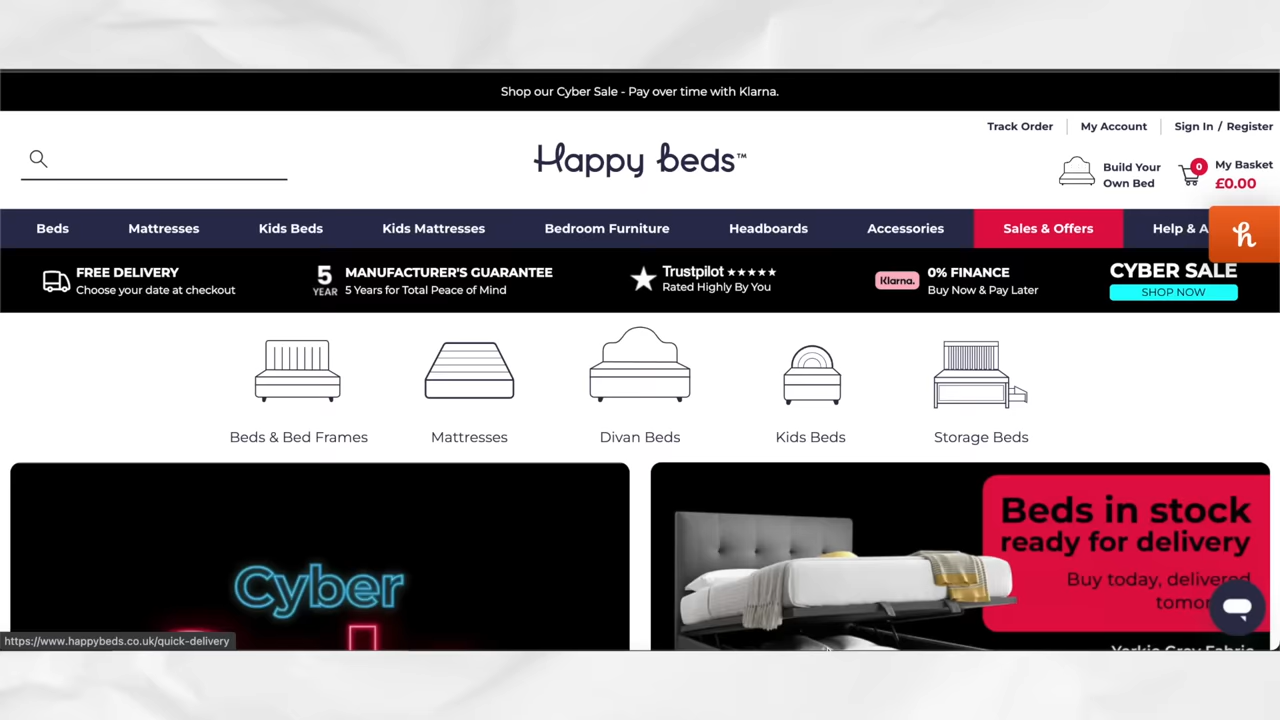 Shop our Cyber Sale - Pay over time with Klarna.
Track Order
My Account
Sign In / Register
Happy beds™
Build Your
Own Bed
0
My Basket
£0.00
Beds
Mattresses
Kids Beds
Kids Mattresses
Bedroom Furniture
Headboards
Accessories
Sales & Offers
Help & A
h
FREE DELIVERY
Choose your date at checkout
5
YEAR
MANUFACTURER'S GUARANTEE
5 Years for Total Peace of Mind
Trustpilot ★★★★★
Rated Highly By You
Klarna.
0% FINANCE
Buy Now & Pay Later
CYBER SALE
SHOP NOW
Beds & Bed Frames
Mattresses
Divan Beds
Kids Beds
Storage Beds
Cyber
Beds in stock
ready for delivery
Buy today, delivered
https://www.happybeds.co.uk/quick-delivery
Yorkie Grey Fabric